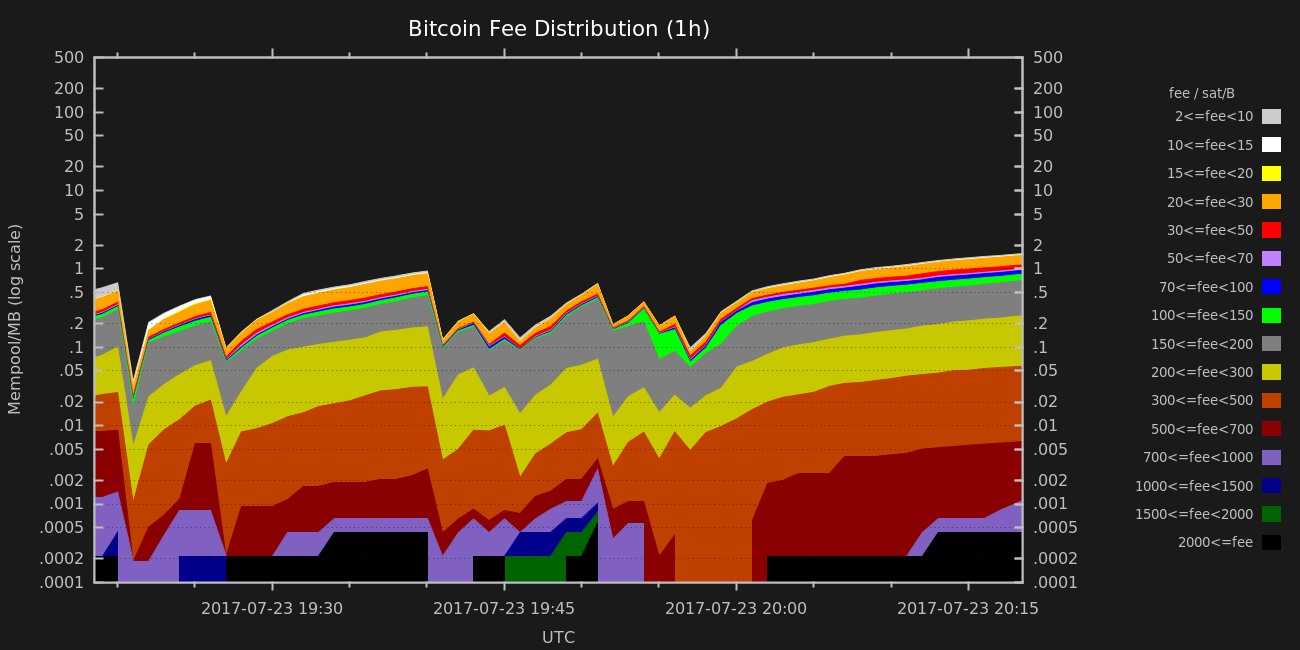 Bitcoin Fee Distribution (1h)
Mempool/MB (log scale)
500
200
100
50
20
10
5
2
1
.5
.2
.1
.05
.02
.01
.005
.002
.001
.0005
.0002
.0001
500
200
100
50
20
10
5
2
1
.5
.2
.1
.05
.02
.01
.005
.002
.001
.0005
.0002
.0001
2017-07-23 19:30
2017-07-23 19:45
2017-07-23 20:00
2017-07-23 20:15
UTC
fee / sat/B
2<=fee<10
10<=fee<15
15<=fee<20
20<=fee<30
30<=fee<50
50<=fee<70
70<=fee<100
100<=fee<150
150<=fee<200
200<=fee<300
300<=fee<500
500<=fee<700
700<=fee<1000
1000<=fee<1500
1500<=fee<2000
2000<=fee